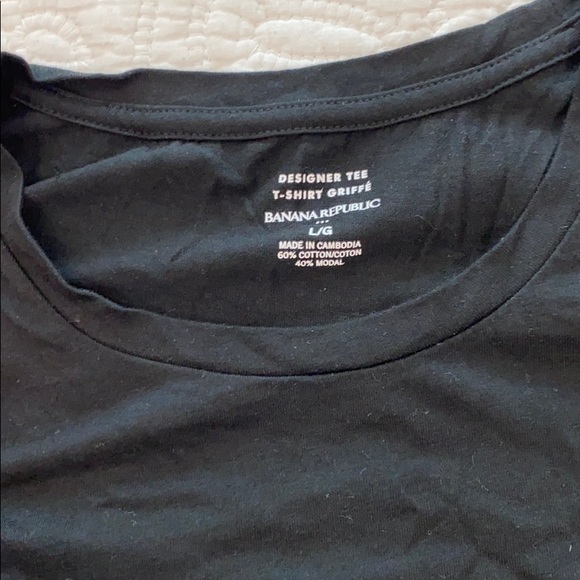 DESIGNER TEE
T-SHIRT GRIFFÉ
BANANA REPUBLIC
L/G
MADE IN CAMBODIA
60% COTTON/COTON
40% MODAL